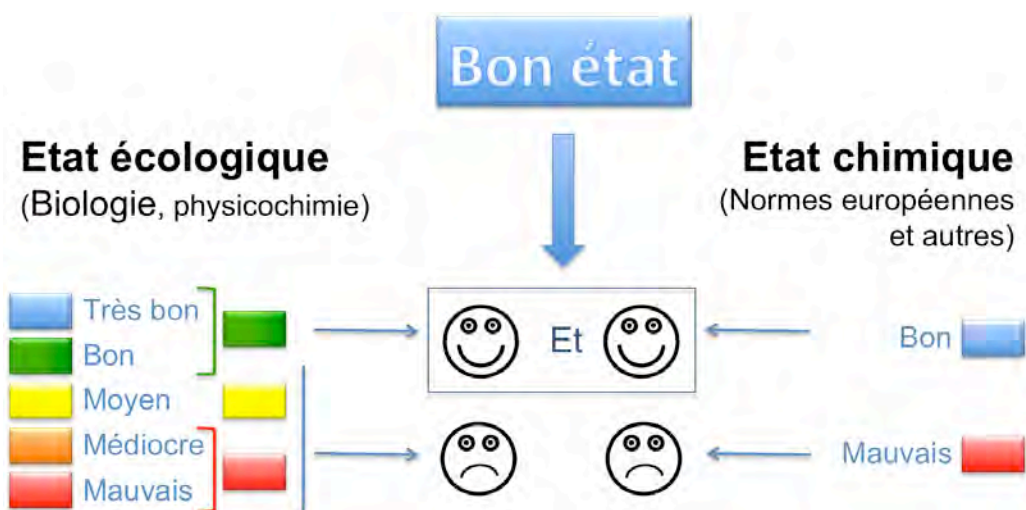 Bon état
Etat écologique
(Biologie, physicochimie)
Etat chimique
(Normes européennes
et autres)
Très bon
Bon
Moyen
Médiocre
Mauvais
Et
Bon
Mauvais